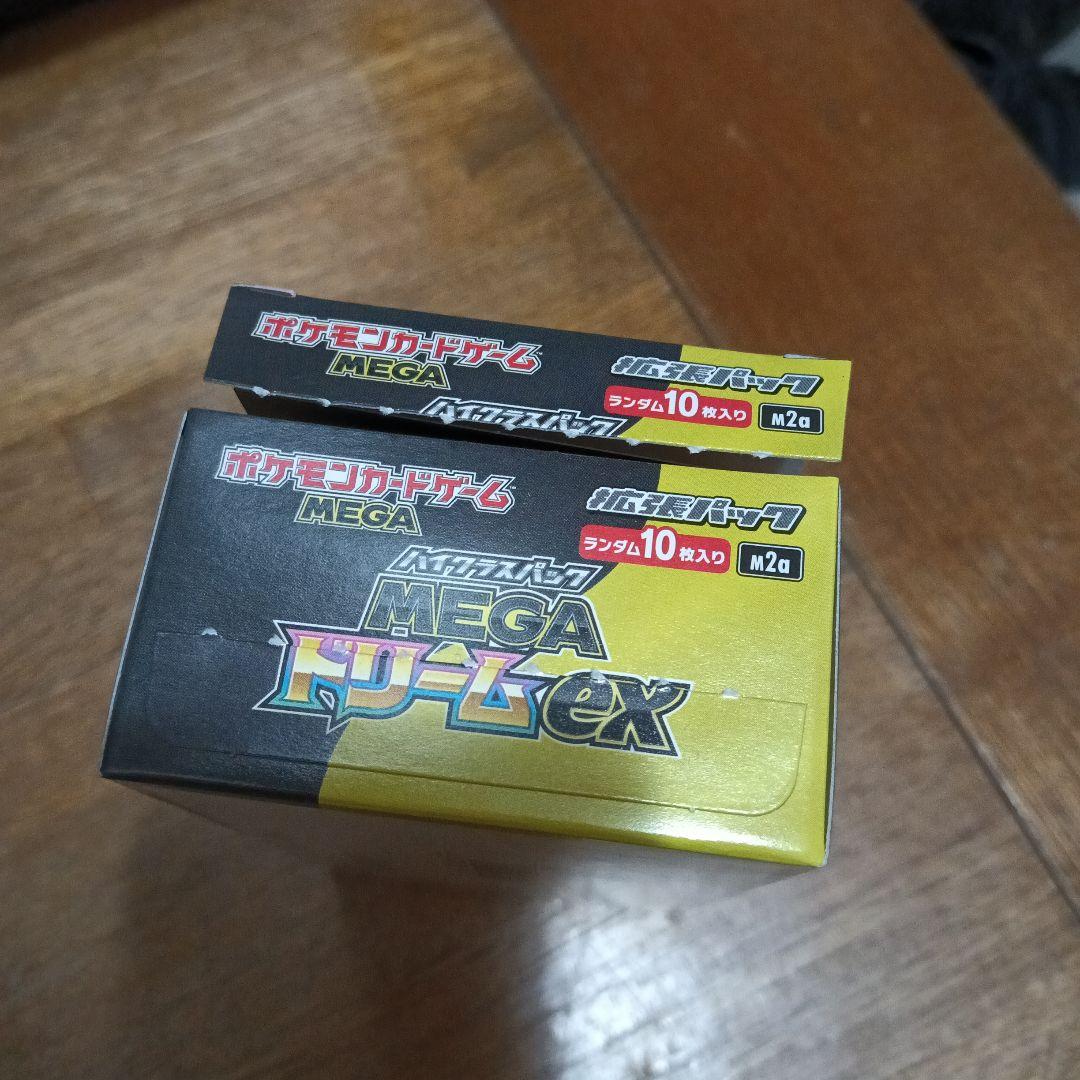 ポケモンカードゲーム
MEGA
拡張パック
ランダム10枚入り M2a
ハイクラスパック
ポケモンカードゲーム
MEGA
拡張パック
ランダム10枚入り M2a
ハイクラスパック
MEGA
ドリームex